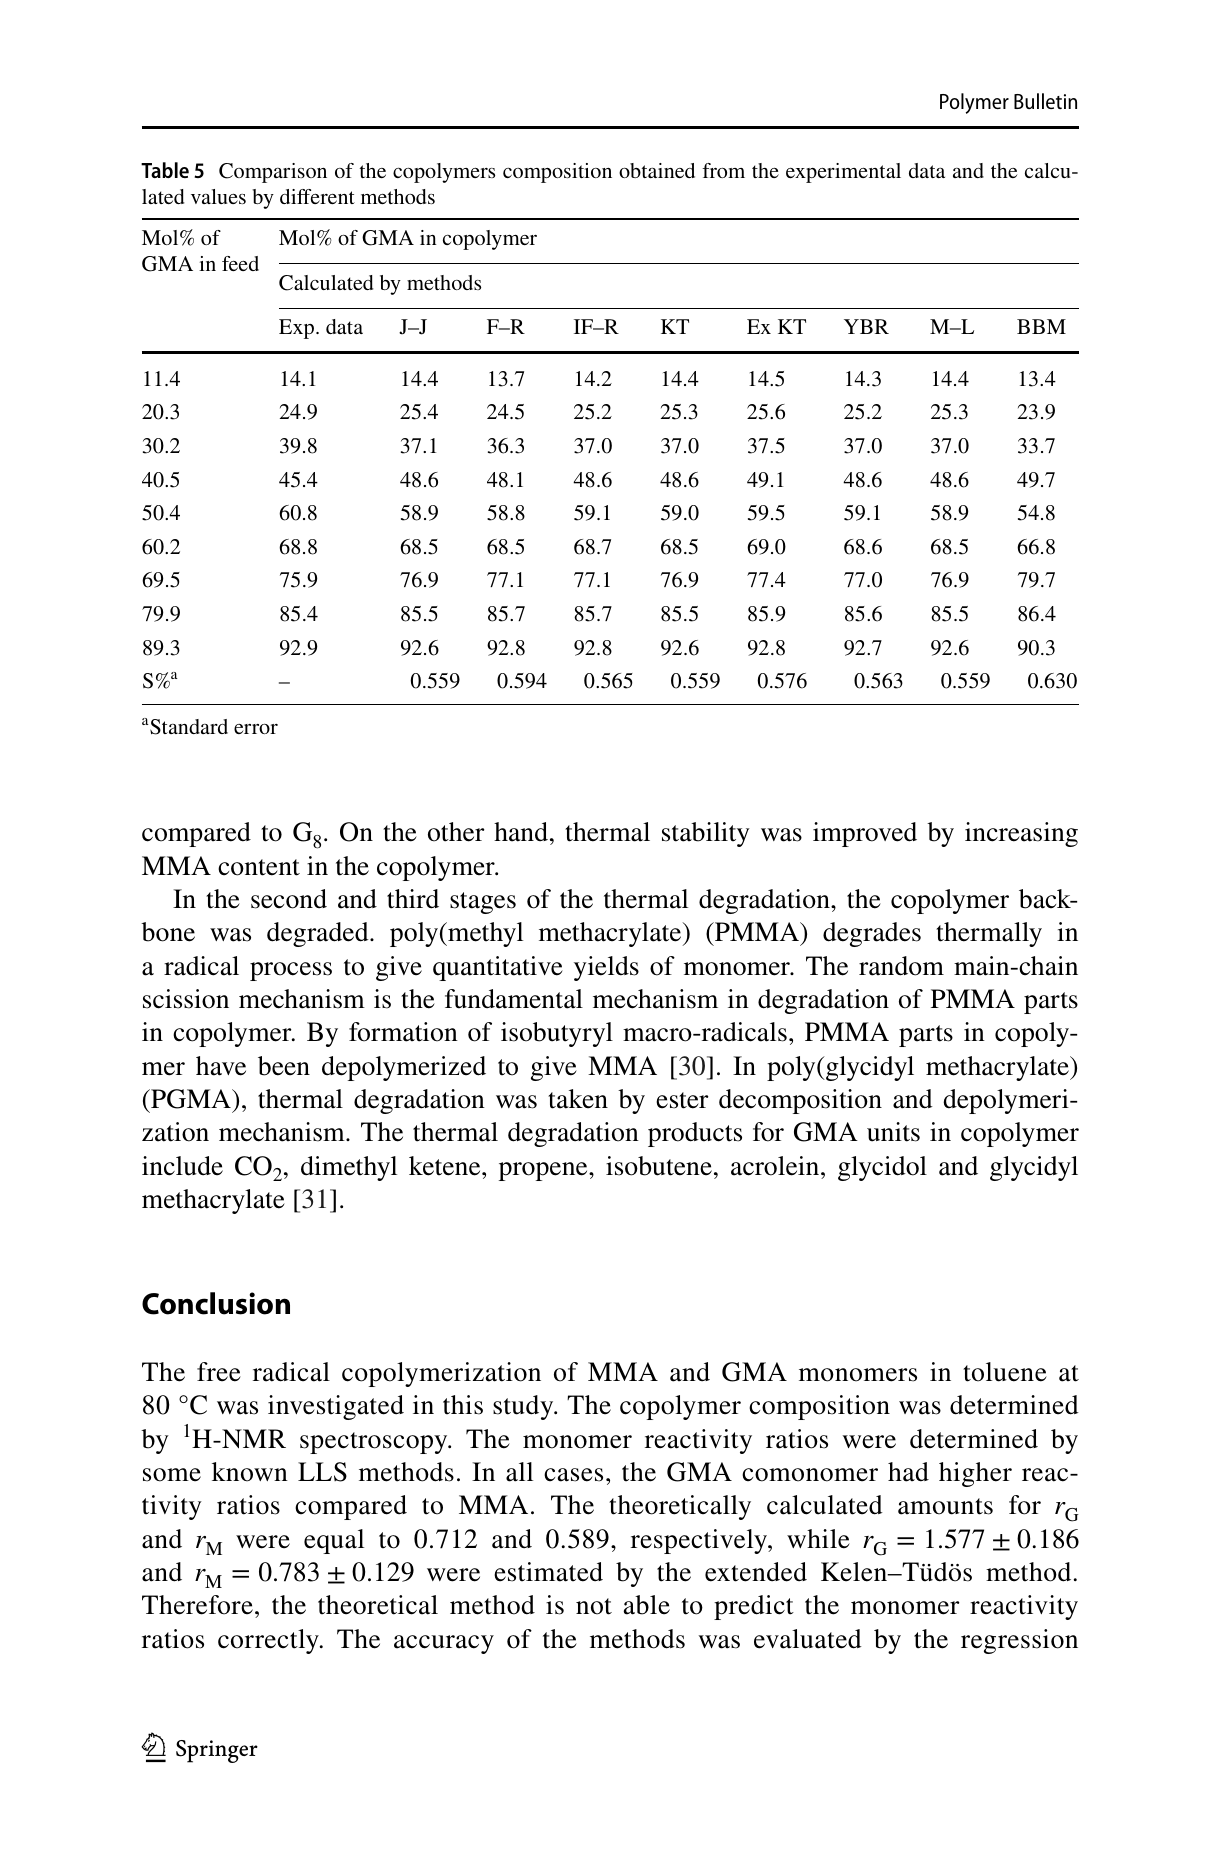 Polymer Bulletin
Table 5 Comparison of the copolymers composition obtained from the experimental data and the calcu-
lated values by different methods
Mol% of GMA in feed
Mol% of GMA in copolymer
Calculated by methods
Exp. data J–J F–R IF–R KT Ex KT YBR M–L BBM
11.4 14.1 14.4 13.7 14.2 14.4 14.5 14.3 14.4 13.4
20.3 24.9 25.4 24.5 25.2 25.3 25.6 25.2 25.3 23.9
30.2 39.8 37.1 36.3 37.0 37.0 37.5 37.0 37.0 33.7
40.5 45.4 48.6 48.1 48.6 48.6 49.1 48.6 48.6 49.7
50.4 60.8 58.9 58.8 59.1 59.0 59.5 59.1 58.9 54.8
60.2 68.8 68.5 68.5 68.7 68.5 69.0 68.6 68.5 66.8
69.5 75.9 76.9 77.1 77.1 76.9 77.4 77.0 76.9 79.7
79.9 85.4 85.5 85.7 85.7 85.5 85.9 85.6 85.5 86.4
89.3 92.9 92.6 92.8 92.8 92.6 92.8 92.7 92.6 90.3
S%ᵃ – 0.559 0.594 0.565 0.559 0.576 0.563 0.559 0.630
ᵃStandard error
compared to G₈. On the other hand, thermal stability was improved by increasing
MMA content in the copolymer.
In the second and third stages of the thermal degradation, the copolymer back-
bone was degraded. poly(methyl methacrylate) (PMMA) degrades thermally in
a radical process to give quantitative yields of monomer. The random main-chain
scission mechanism is the fundamental mechanism in degradation of PMMA parts
in copolymer. By formation of isobutyryl macro-radicals, PMMA parts in copoly-
mer have been depolymerized to give MMA [30]. In poly(glycidyl methacrylate)
(PGMA), thermal degradation was taken by ester decomposition and depolymeri-
zation mechanism. The thermal degradation products for GMA units in copolymer
include CO₂, dimethyl ketene, propene, isobutene, acrolein, glycidol and glycidyl
methacrylate [31].
Conclusion
The free radical copolymerization of MMA and GMA monomers in toluene at
80 °C was investigated in this study. The copolymer composition was determined
by ¹H-NMR spectroscopy. The monomer reactivity ratios were determined by
some known LLS methods. In all cases, the GMA comonomer had higher reac-
tivity ratios compared to MMA. The theoretically calculated amounts for r_G
and r_M were equal to 0.712 and 0.589, respectively, while r_G = 1.577 ± 0.186
and r_M = 0.783 ± 0.129 were estimated by the extended Kelen–Tüdös method.
Therefore, the theoretical method is not able to predict the monomer reactivity
ratios correctly. The accuracy of the methods was evaluated by the regression
Springer